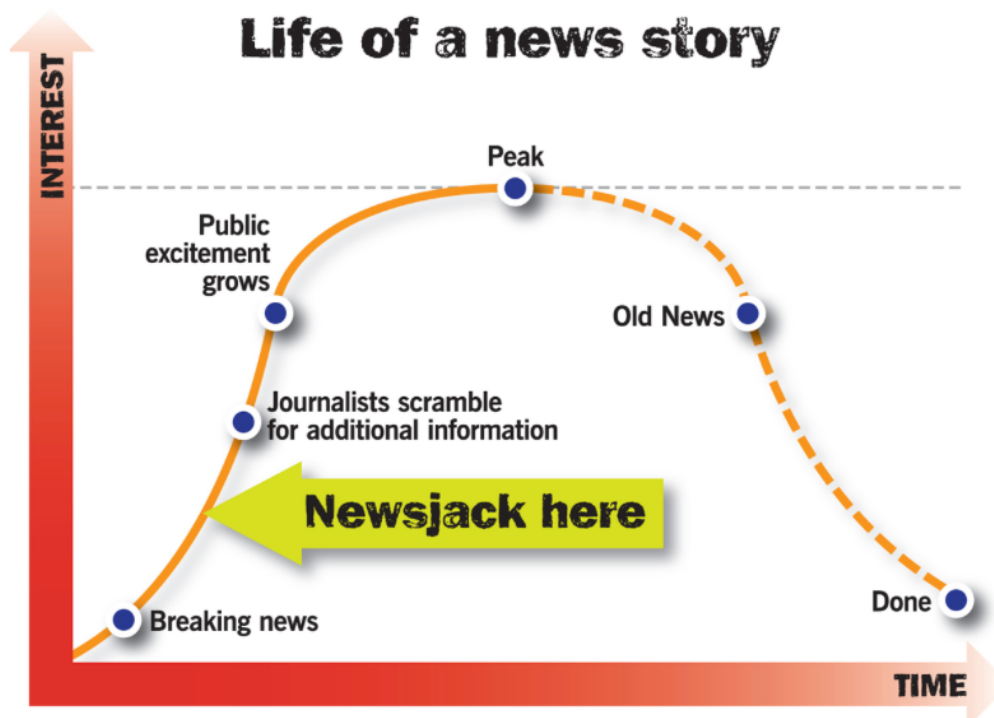 Life of a news story
INTEREST
Peak
Public
excitement
grows
Old News
Journalists scramble
for additional information
Newsjack here
Breaking news
Done
TIME